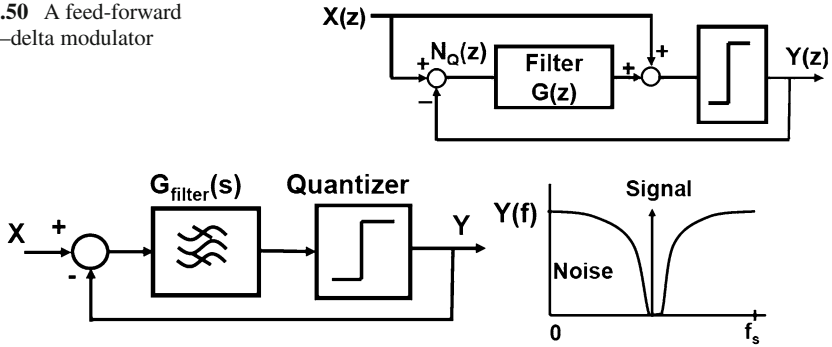 .50 A feed-forward
–delta modulator
X(z)
+ N_Q(z)
Filter
G(z)
+
+
Y(z)
–
G_filter(s)
Quantizer
X
+
-
Y
Y(f)
Signal
Noise
0
f_s